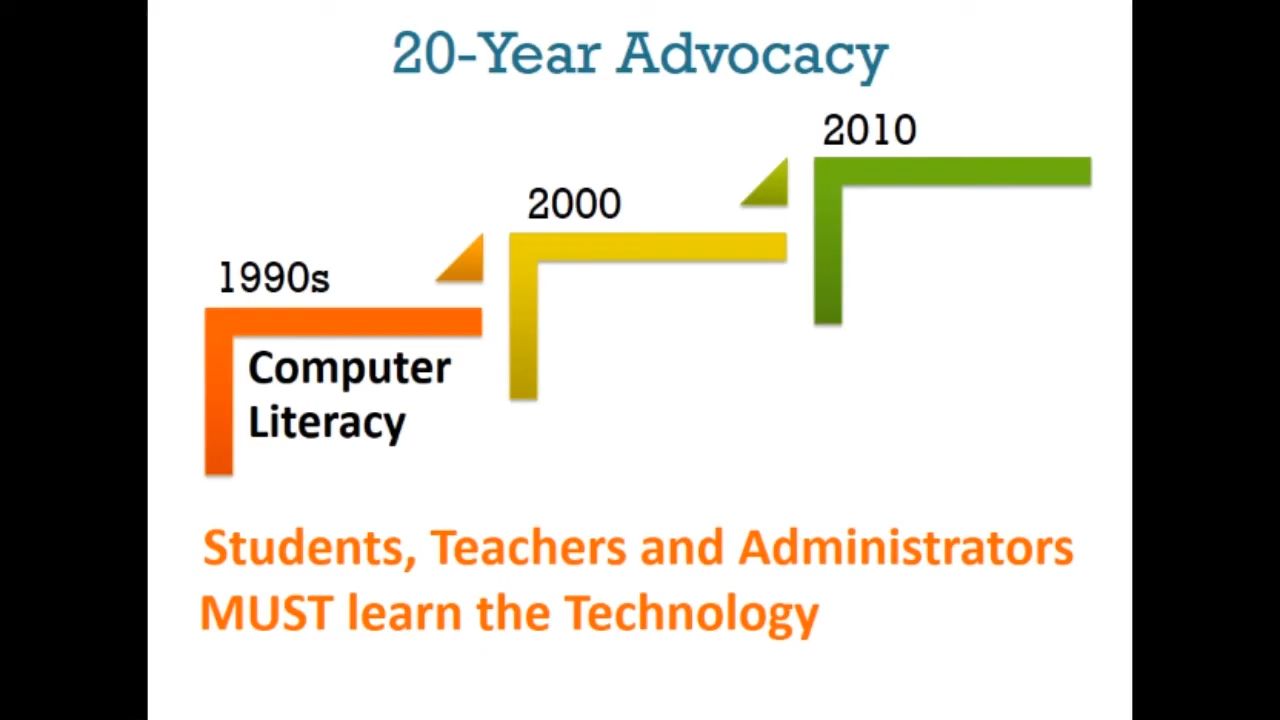 20-Year Advocacy
2010
2000
1990s
Computer
Literacy
Students, Teachers and Administrators
MUST learn the Technology